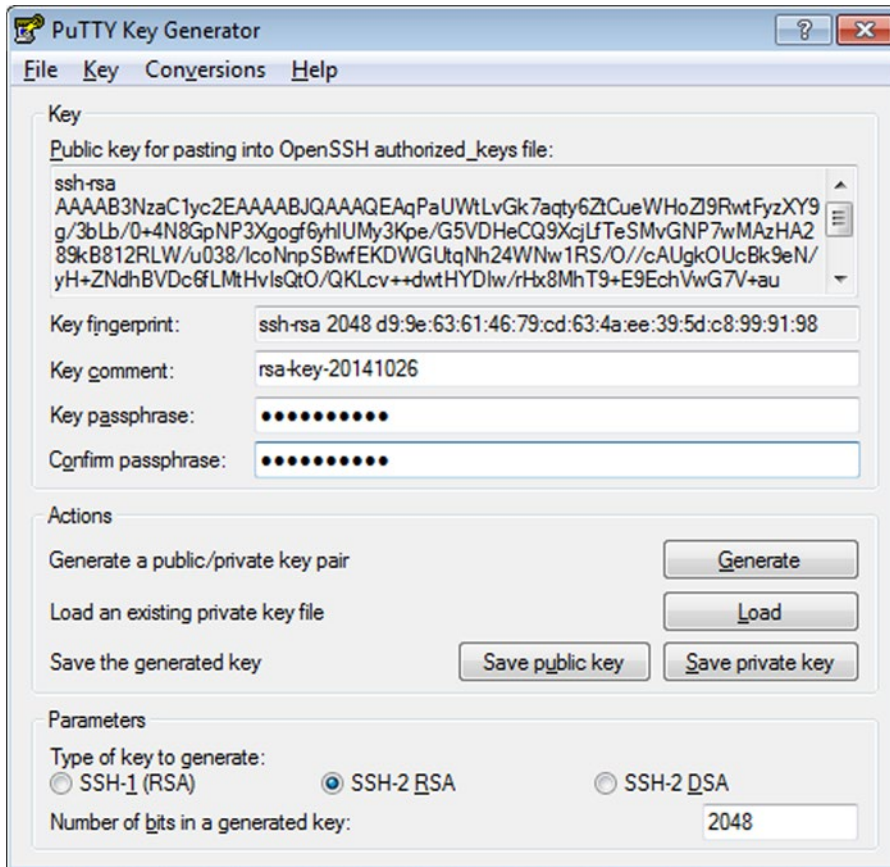 PuTTY Key Generator
File Key Conversions Help
Key
Public key for pasting into OpenSSH authorized_keys file:
ssh-rsa
AAAAB3NzaC1yc2EAAAABJQAAAQEAqPaUWtLvGk7aqty6ZtCueWHoZI9RwtFyzXY9
g/3bLb/0+4N8GpNP3Xgogf6yhIUMy3Kpe/G5VDHeCQ9XcjLfTeSMvGNP7wMAzHA2
89kB812RLW/u038/IcoNnpSBwfEKDWGUtqNh24WNw1RS/O//cAUgkOUcBk9eN/
yH+ZNdhBVDc6fLMtHvIsQtO/QKLcv++dwtHYDIw/rHx8MhT9+E9EchVwG7V+au
Key fingerprint: ssh-rsa 2048 d9:9e:63:61:46:79:cd:63:4a:ee:39:5d:c8:99:91:98
Key comment: rsa-key-20141026
Key passphrase: ●●●●●●●●●●
Confirm passphrase: ●●●●●●●●●●
Actions
Generate a public/private key pair Generate
Load an existing private key file Load
Save the generated key Save public key Save private key
Parameters
Type of key to generate:
SSH-1 (RSA) SSH-2 RSA SSH-2 DSA
Number of bits in a generated key: 2048